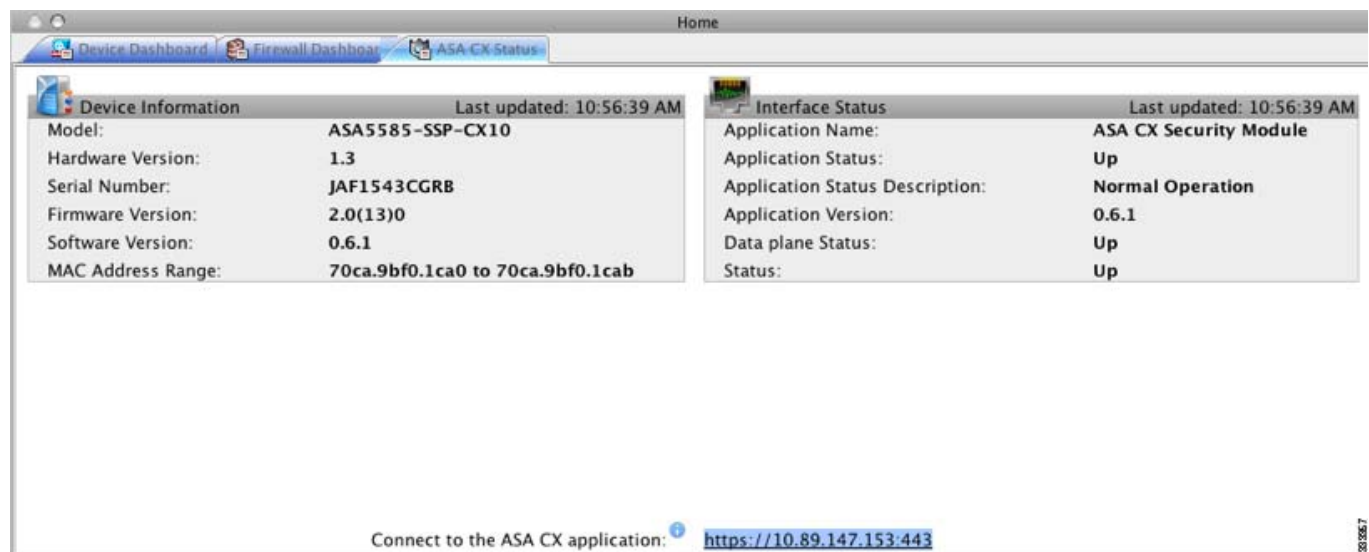 Home
Device Dashboard
Firewall Dashboar
ASA CX Status
Device Information Last updated: 10:56:39 AM
Model: ASA5585-SSP-CX10
Hardware Version: 1.3
Serial Number: JAF1543CGRB
Firmware Version: 2.0(13)0
Software Version: 0.6.1
MAC Address Range: 70ca.9bf0.1ca0 to 70ca.9bf0.1cab
Interface Status Last updated: 10:56:39 AM
Application Name: ASA CX Security Module
Application Status: Up
Application Status Description: Normal Operation
Application Version: 0.6.1
Data plane Status: Up
Status: Up
Connect to the ASA CX application: https://10.89.147.153:443